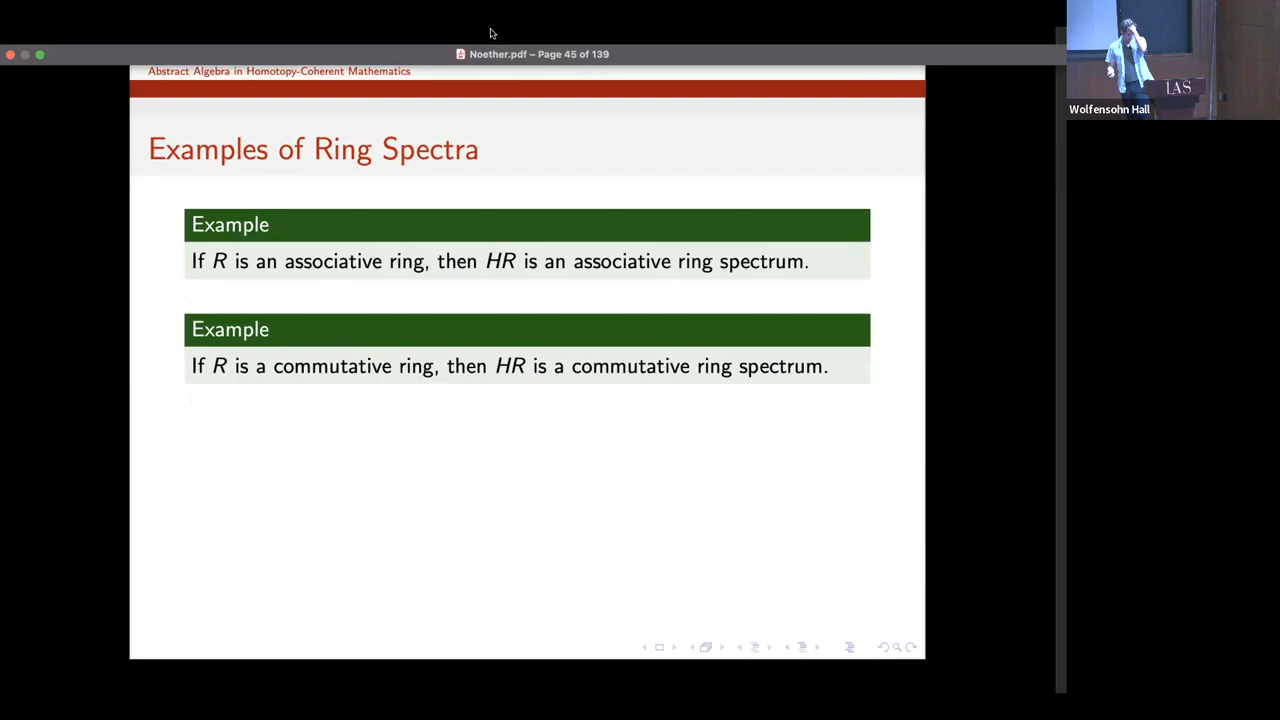 Noether.pdf – Page 45 of 139
Abstract Algebra in Homotopy-Coherent Mathematics
Examples of Ring Spectra
Example
If R is an associative ring, then HR is an associative ring spectrum.
Example
If R is a commutative ring, then HR is a commutative ring spectrum.
IAS
Wolfensohn Hall